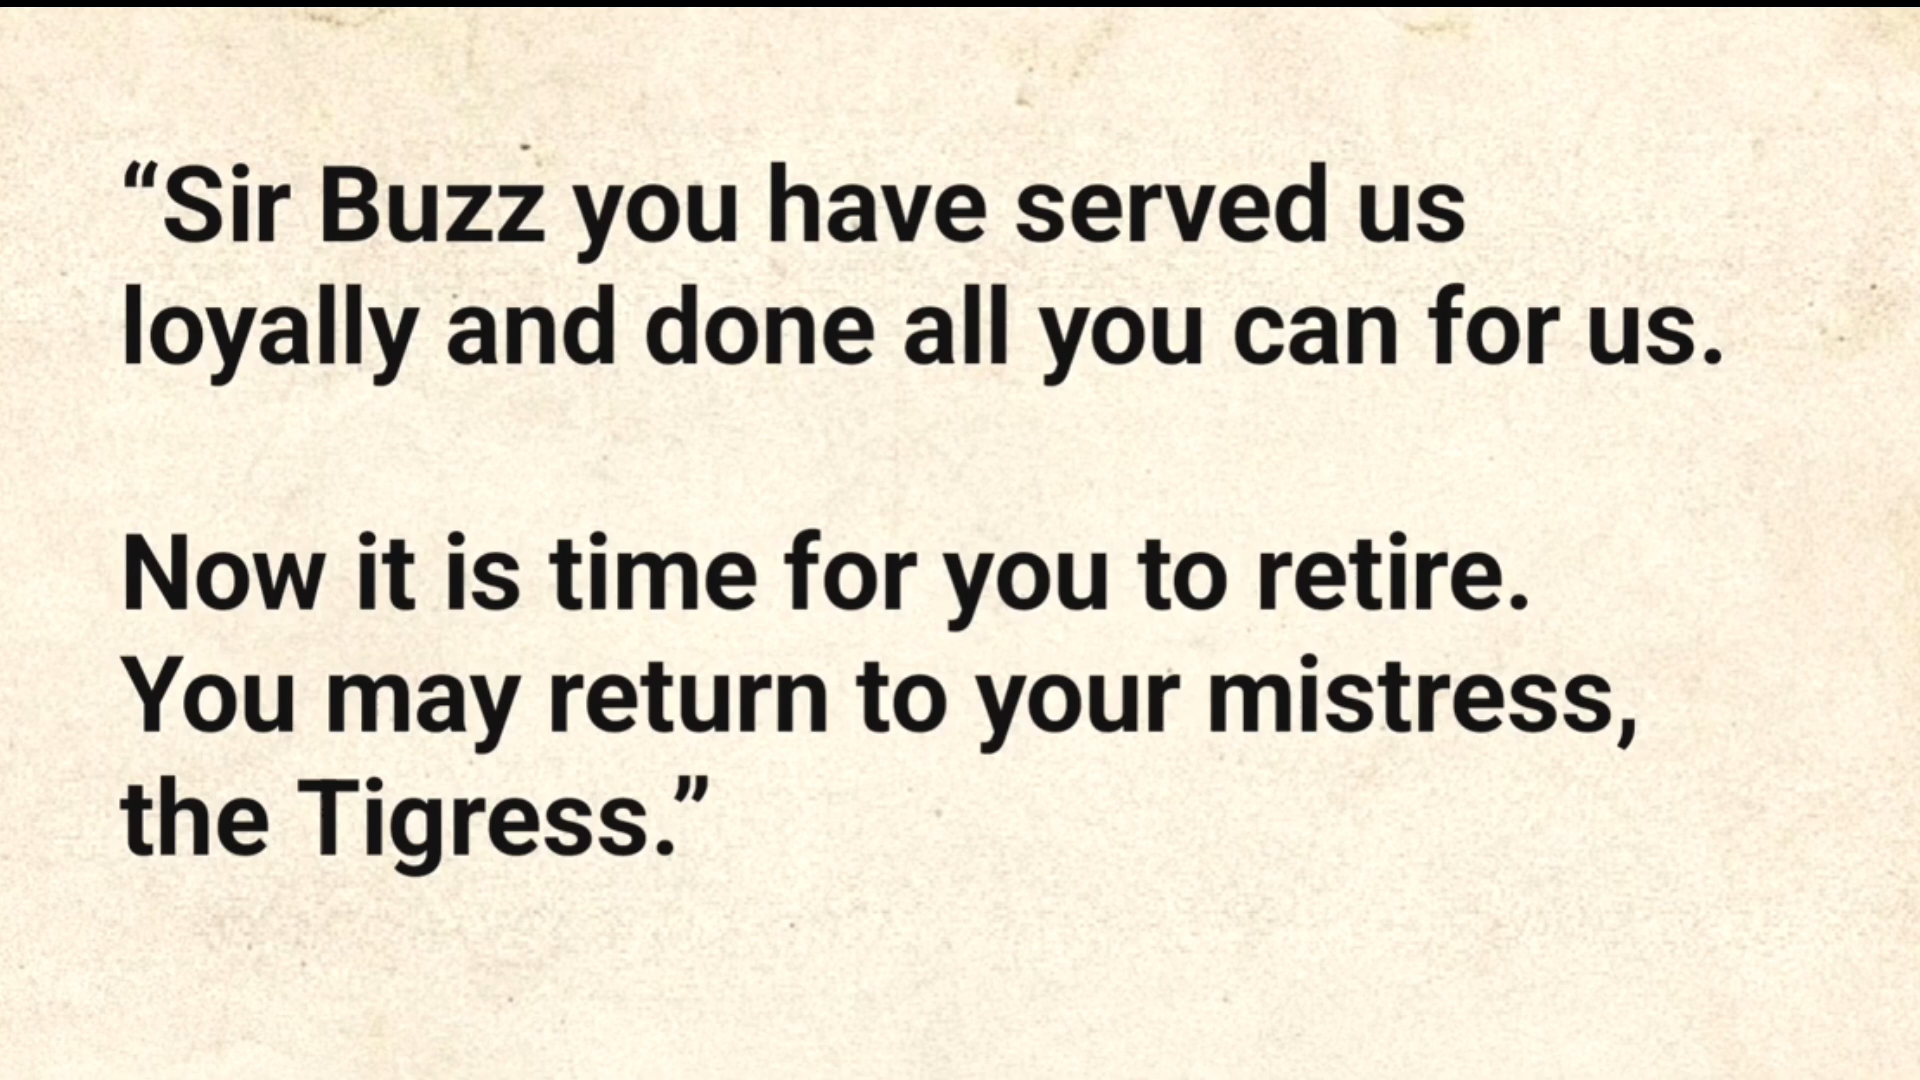 “Sir Buzz you have served us
loyally and done all you can for us.
Now it is time for you to retire.
You may return to your mistress,
the Tigress.”